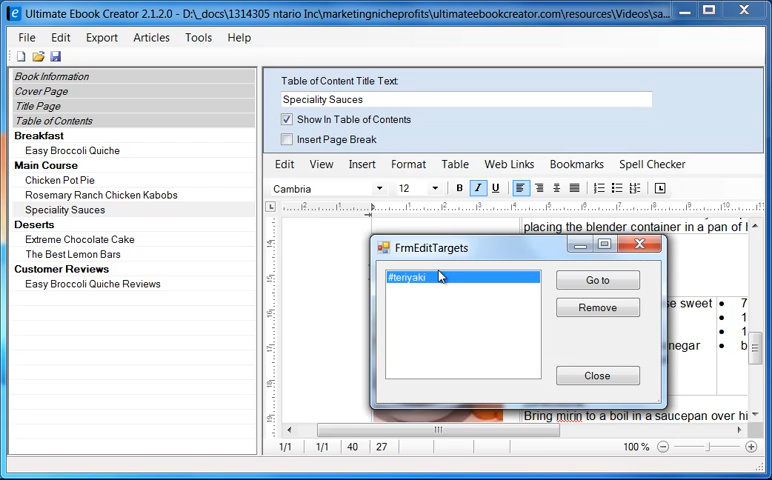 Ultimate Ebook Creator 2.1.2.0 - D:\_docs\1314305 ntario Inc\marketingnicheprofits\ultimateebookcreator.com\resources\Videos\sa...
File Edit Export Articles Tools Help
Book Information
Cover Page
Title Page
Table of Contents
Breakfast
Easy Broccoli Quiche
Main Course
Chicken Pot Pie
Rosemary Ranch Chicken Kabobs
Speciality Sauces
Deserts
Extreme Chocolate Cake
The Best Lemon Bars
Customer Reviews
Easy Broccoli Quiche Reviews
Table of Content Title Text:
Speciality Sauces
Show In Table of Contents
Insert Page Break
Edit View Insert Format Table Web Links Bookmarks Spell Checker
Cambria 12 B I U
placing the blender container in a pan of
FrmEditTargets
#teriyaki
Go to
Remove
Close
se sweet • 7
• 1
• 1
negar • b
Bring mirin to a boil in a saucepan over hi
1/1 1/1 40 27 100 %